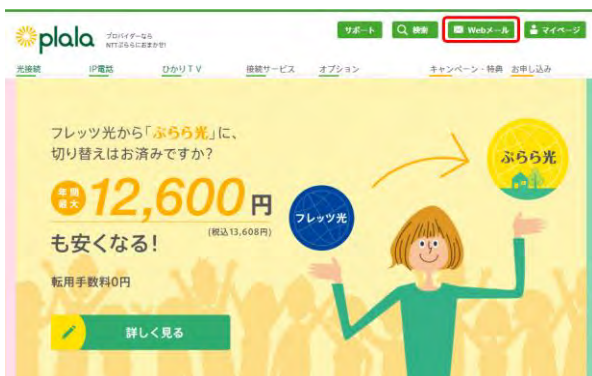 plala
プロバイダーなら
NTTぷららにおまかせ!
サポート
検索
Webメール
マイページ
光接続 IP電話 ひかりTV 接続サービス オプション キャンペーン・特典 お申し込み
フレッツ光から「ぷらら光」に、
切り替えはお済みですか?
年間
最大
12,600円
(税込13,608円)
も安くなる!
転用手数料0円
詳しく見る
フレッツ光
ぷらら光